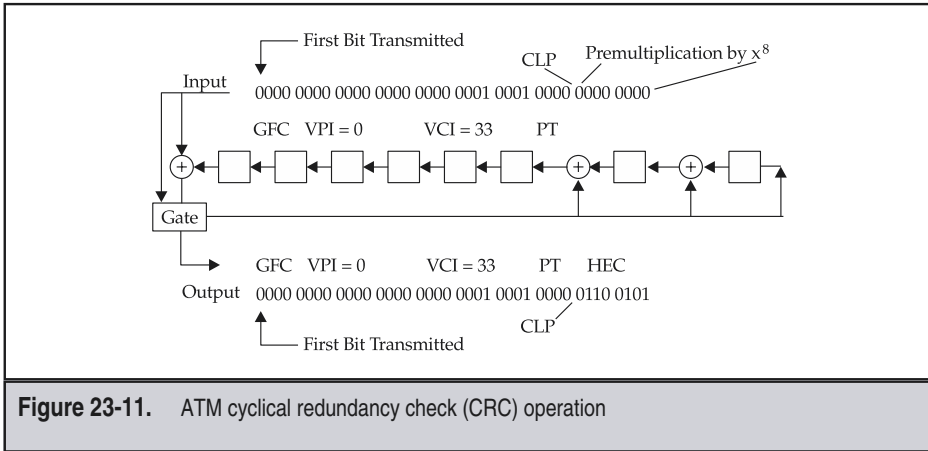 First Bit Transmitted
CLP
Premultiplication by x⁸
Input
0000 0000 0000 0000 0000 0001 0001 0000 0000 0000
GFC VPI = 0 VCI = 33 PT
+ + +
Gate
GFC VPI = 0 VCI = 33 PT HEC
Output 0000 0000 0000 0000 0000 0001 0001 0000 0110 0101
CLP
First Bit Transmitted
Figure 23-11. ATM cyclical redundancy check (CRC) operation